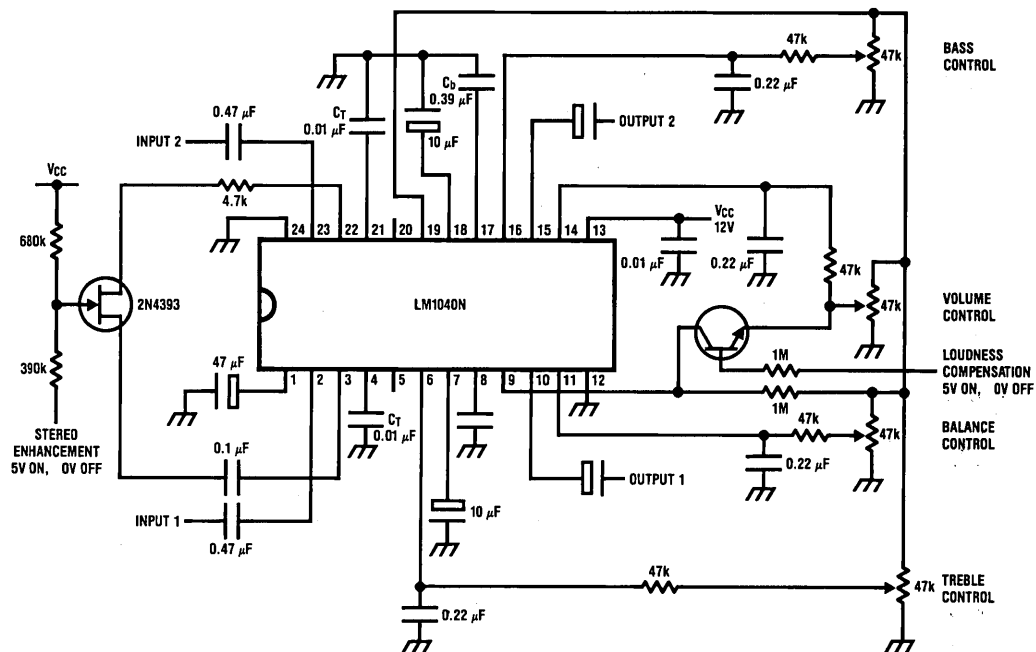 47k
47k
BASS
CONTROL
0.22 μF
Cb
0.39 μF
CT
0.01 μF
10 μF
OUTPUT 2
0.47 μF
INPUT 2
VCC
4.7k
680k
2N4393
390k
STEREO
ENHANCEMENT
5V ON, 0V OFF
24 23 22 21 20 19 18 17 16 15 14 13
LM1040N
1 2 3 4 5 6 7 8 9 10 11 12
VCC
12V
0.01 μF
0.22 μF
47k
47k
VOLUME
CONTROL
1M
LOUDNESS
COMPENSATION
5V ON, 0V OFF
1M
47 μF
CT
0.01 μF
47k
47k
BALANCE
CONTROL
0.22 μF
0.1 μF
OUTPUT 1
INPUT 1
0.47 μF
10 μF
47k
47k
TREBLE
CONTROL
0.22 μF